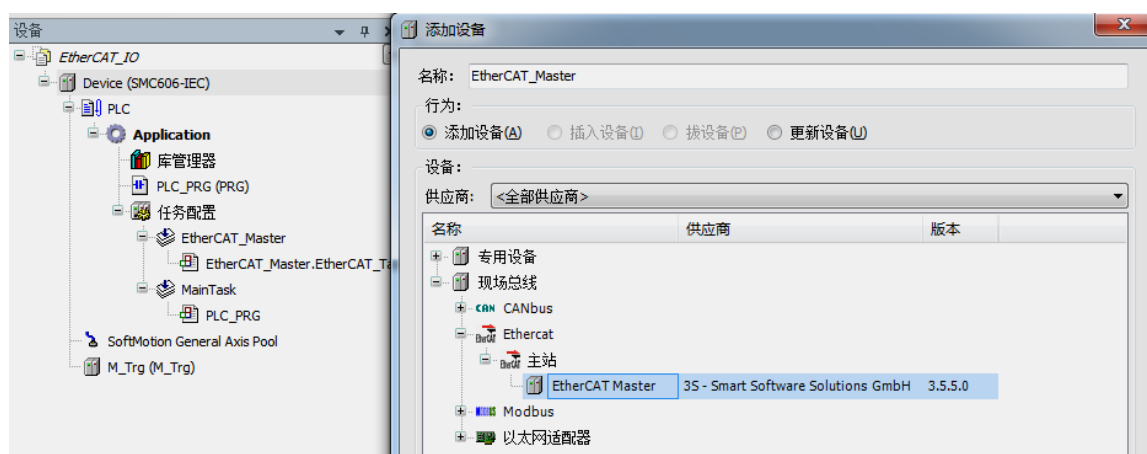 设备
EtherCAT_IO
Device (SMC606-IEC)
PLC
Application
库管理器
PLC_PRG (PRG)
任务配置
EtherCAT_Master
EtherCAT_Master.EtherCAT_Ta
MainTask
PLC_PRG
SoftMotion General Axis Pool
M_Trg (M_Trg)
添加设备
名称: EtherCAT_Master
行为:
添加设备(A) 插入设备(I) 拔设备(P) 更新设备(U)
设备:
供应商: <全部供应商>
名称 供应商 版本
专用设备
现场总线
CAN CANbus
EtherCAT Ethercat
EtherCAT 主站
EtherCAT Master 3S - Smart Software Solutions GmbH 3.5.5.0
MODBUS Modbus
以太网适配器